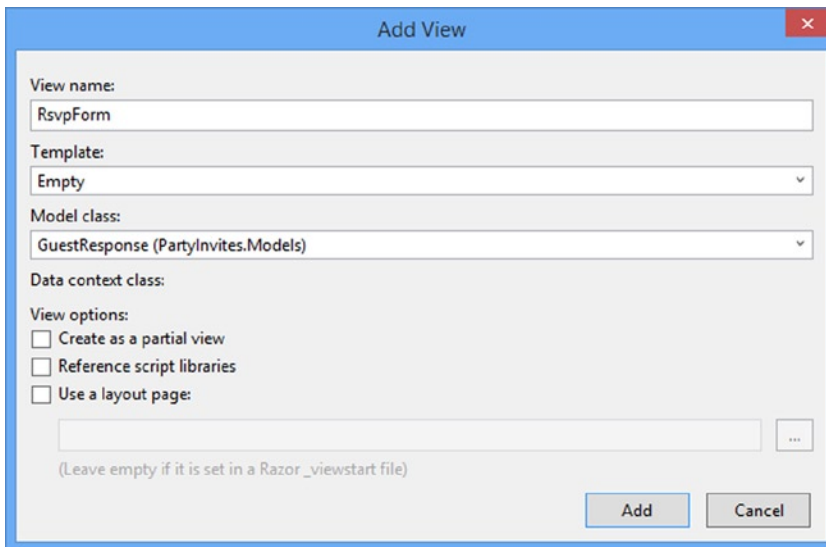 Add View
View name:
RsvpForm
Template:
Empty
Model class:
GuestResponse (PartyInvites.Models)
Data context class:
View options:
Create as a partial view
Reference script libraries
Use a layout page:
...
(Leave empty if it is set in a Razor _viewstart file)
Add Cancel